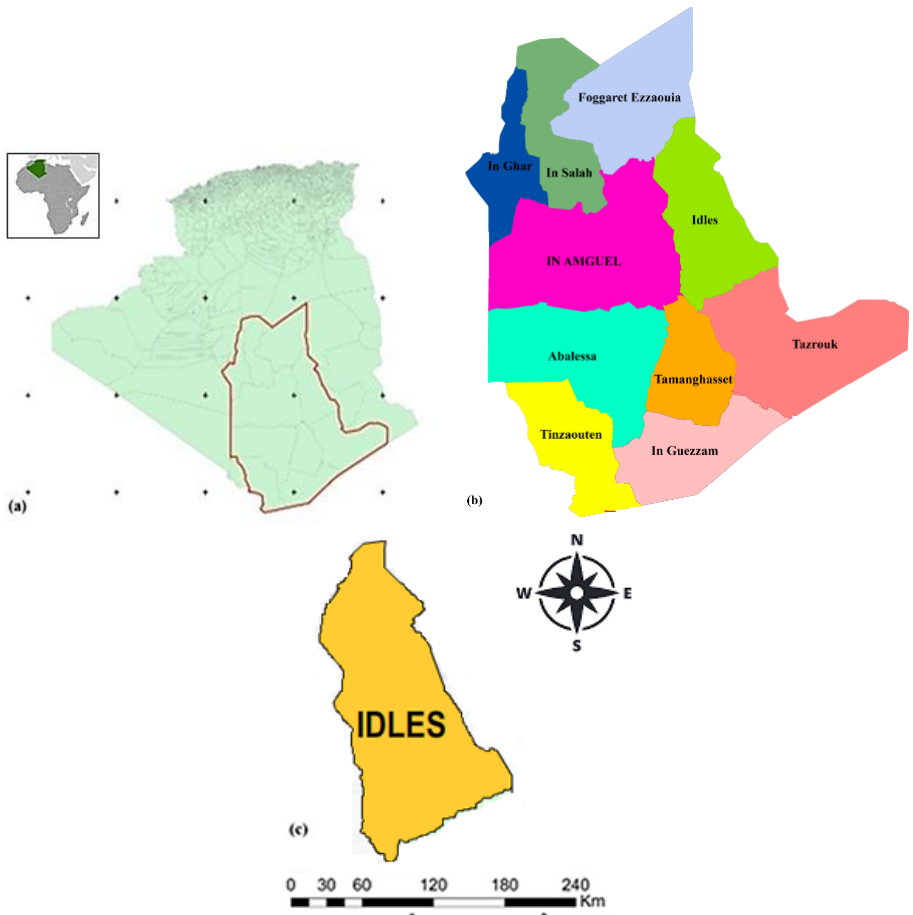 (a)
Foggaret Ezzaouia
In Ghar
In Salah
Idles
IN AMGUEL
Abalessa
Tazrouk
Tamanghasset
Tinzaouten
In Guezzam
(b)
N
W E
S
IDLES
(c)
0 15 30 60 120 180 240
Km